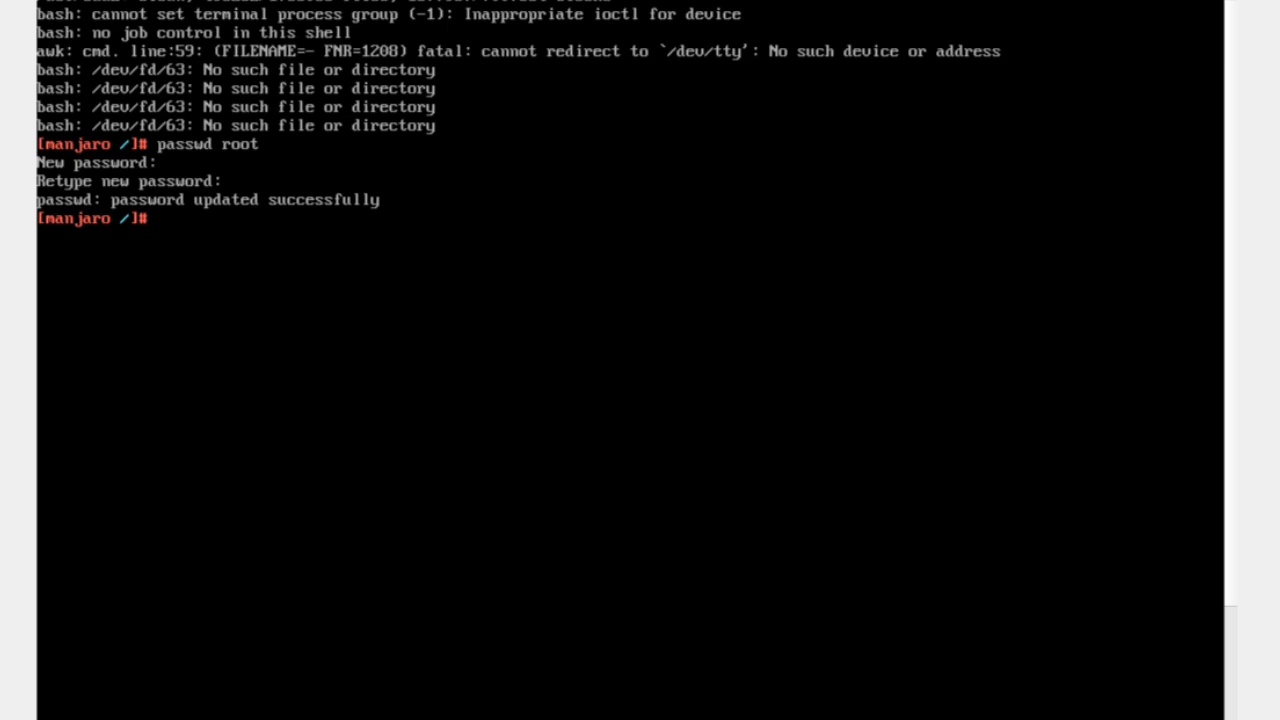 bash: cannot set terminal process group (-1): Inappropriate ioctl for device
bash: no job control in this shell
awk: cmd. line:59: (FILENAME=- FNR=1208) fatal: cannot redirect to `/dev/tty': No such device or address
bash: /dev/fd/63: No such file or directory
bash: /dev/fd/63: No such file or directory
bash: /dev/fd/63: No such file or directory
bash: /dev/fd/63: No such file or directory
[manjaro /]# passwd root
New password:
Retype new password:
passwd: password updated successfully
[manjaro /]#